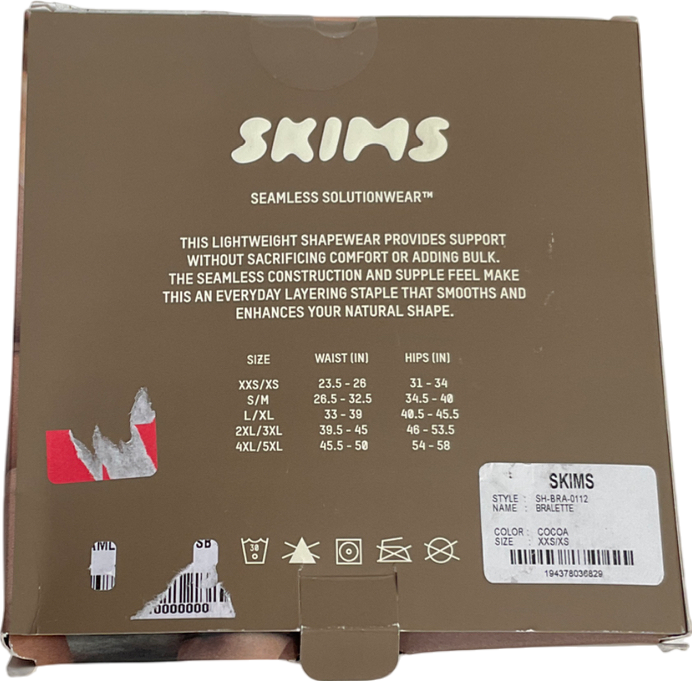 SKIMS
SEAMLESS SOLUTIONWEAR™
THIS LIGHTWEIGHT SHAPEWEAR PROVIDES SUPPORT
WITHOUT SACRIFICING COMFORT OR ADDING BULK.
THE SEAMLESS CONSTRUCTION AND SUPPLE FEEL MAKE
THIS AN EVERYDAY LAYERING STAPLE THAT SMOOTHS AND
ENHANCES YOUR NATURAL SHAPE.
SIZE WAIST (IN) HIPS (IN)
XXS/XS 23.5 - 26 31 - 34
S/M 26.5 - 32.5 34.5 - 40
L/XL 33 - 39 40.5 - 45.5
2XL/3XL 39.5 - 45 46 - 53.5
4XL/5XL 45.5 - 50 54 - 58
SKIMS
STYLE : SH-BRA-0112
NAME : BRALETTE
COLOR : COCOA
SIZE : XXS/XS
194378036829
SB
30